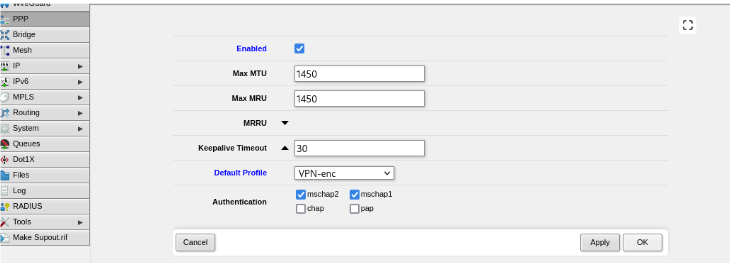 WireGuard
PPP
Bridge
Mesh
IP
IPv6
MPLS
Routing
System
Queues
Dot1X
Files
Log
RADIUS
Tools
Make Supout.rif
Enabled
Max MTU 1450
Max MRU 1450
MRRU
Keepalive Timeout 30
Default Profile VPN-enc
Authentication
mschap2 mschap1
chap pap
Cancel Apply OK